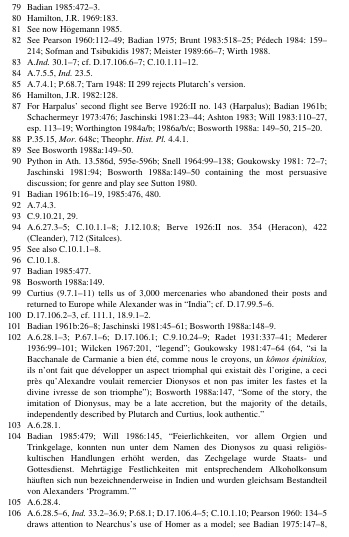 79 Badian 1985:472–3.
80 Hamilton, J.R. 1969:183.
81 See now Högemann 1985.
82 See Pearson 1960:112–49; Badian 1975; Brunt 1983:518–25; Pédech 1984: 159–
214; Sofman and Tsibukidis 1987; Meister 1989:66–7; Wirth 1988.
83 A.Ind. 30.1–7; cf. D.17.106.6–7; C.10.1.11–12.
84 A.7.5.5, Ind. 23.5.
85 A.7.4.1; P.68.7; Tarn 1948: II 299 rejects Plutarch's version.
86 Hamilton, J.R. 1982:128.
87 For Harpalus' second flight see Berve 1926:II no. 143 (Harpalus); Badian 1961b;
Schachermeyr 1973:476; Jaschinski 1981:23–44; Ashton 1983; Will 1983:110–27,
esp. 113–19; Worthington 1984a/b; 1986a/b/c; Bosworth 1988a: 149–50, 215–20.
88 P.35.15, Mor. 648c; Theophr. Hist. Pl. 4.4.1.
89 See Bosworth 1988a:149–50.
90 Python in Ath. 13.586d, 595e-596b; Snell 1964:99–138; Goukowsky 1981: 72–7;
Jaschinski 1981:94; Bosworth 1988a:149–50 containing the most persuasive
discussion; for genre and play see Sutton 1980.
91 Badian 1961b:16–19, 1985:476, 480.
92 A.7.4.3.
93 C.9.10.21, 29.
94 A.6.27.3–5; C.10.1.1–8; J.12.10.8; Berve 1926:II nos. 354 (Heracon), 422
(Cleander), 712 (Sitalces).
95 See also C.10.1.1–8.
96 C.10.1.8.
97 Badian 1985:477.
98 Bosworth 1988a:149.
99 Curtius (9.7.1–11) tells us of 3,000 mercenaries who abandoned their posts and
returned to Europe while Alexander was in "India"; cf. D.17.99.5–6.
100 D.17.106.2–3, cf. 111.1, 18.9.1–2.
101 Badian 1961b:26–8; Jaschinski 1981:45–61; Bosworth 1988a:148–9.
102 A.6.28.1–3; P.67.1–6; D.17.106.1; C.9.10.24–9; Radet 1931:337–41; Mederer
1936:99–101; Wilcken 1967:201, "legend"; Goukowsky 1981:47–64 (64, "si la
Bacchanale de Carmanie a bien été, comme nous le croyons, un kômos épinikios,
ils n'ont fait que développer un aspect triomphal qui existait dès l'origine, a ceci
près qu'Alexandre voulait remercier Dionysos et non pas imiter les fastes et la
divine ivresse de son triomphe"); Bosworth 1988a:147, "Some of the story, the
imitation of Dionysus, may be a late accretion, but the majority of the details,
independently described by Plutarch and Curtius, look authentic."
103 A.6.28.1.
104 Badian 1985:479; Will 1986:145, "Feierlichkeiten, vor allem Orgien und
Trinkgelage, konnten nun unter dem Namen des Dionysos zu quasi religiös-
kultischen Handlungen erhöht werden, das Zechgelage wurde Staats- und
Gottesdienst. Mehrtägige Festlichkeiten mit entsprechendem Alkoholkonsum
häuften sich nun bezeichnenderweise in Indien und wurden gleichsam Bestandteil
von Alexanders 'Programm.'"
105 A.6.28.4.
106 A.6.28.5–6, Ind. 33.2–36.9; P.68.1; D.17.106.4–5; C.10.1.10; Pearson 1960: 134–5
draws attention to Nearchus's use of Homer as a model; see Badian 1975:147–8,